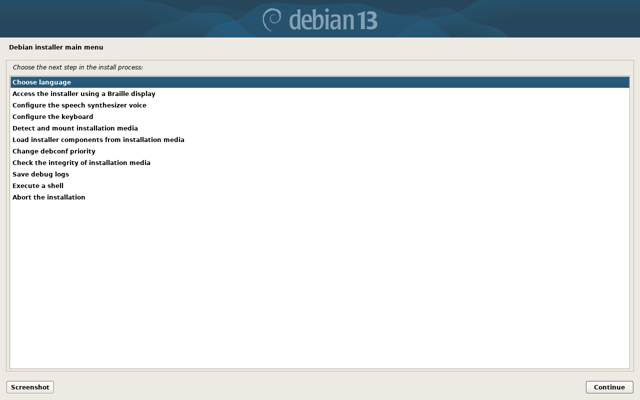 debian 13
Debian installer main menu
Choose the next step in the install process:
Choose language
Access the installer using a Braille display
Configure the speech synthesizer voice
Configure the keyboard
Detect and mount installation media
Load installer components from installation media
Change debconf priority
Check the integrity of installation media
Save debug logs
Execute a shell
Abort the installation
Screenshot
Continue